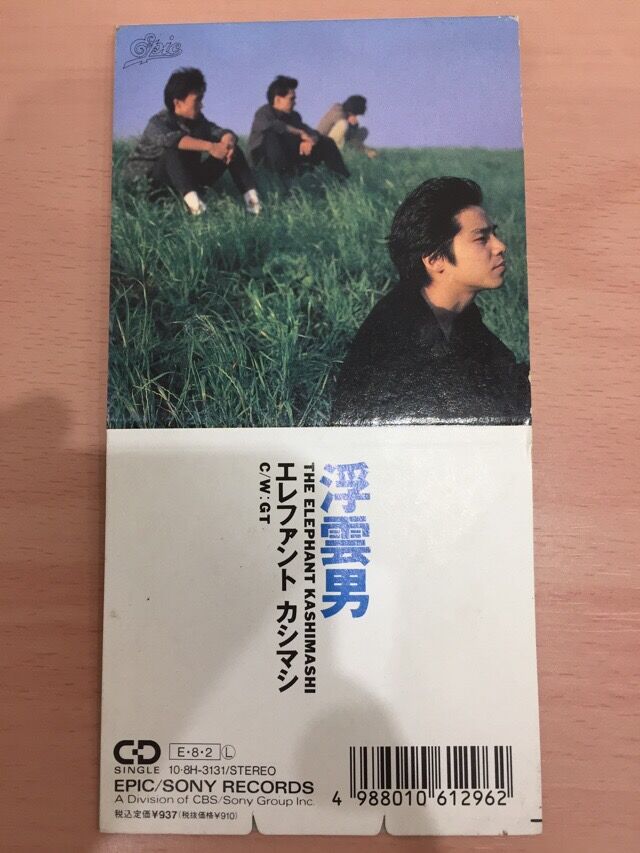 Epic
浮雲男
THE ELEPHANT KASHIMASHI
エレファント カシマシ
C/W:GT
CD
SINGLE
E・8・2 L
10・8H-3131/STEREO
EPIC/SONY RECORDS
A Division of CBS/Sony Group Inc.
税込定価¥937(税抜価格¥910)
4 988010 612962